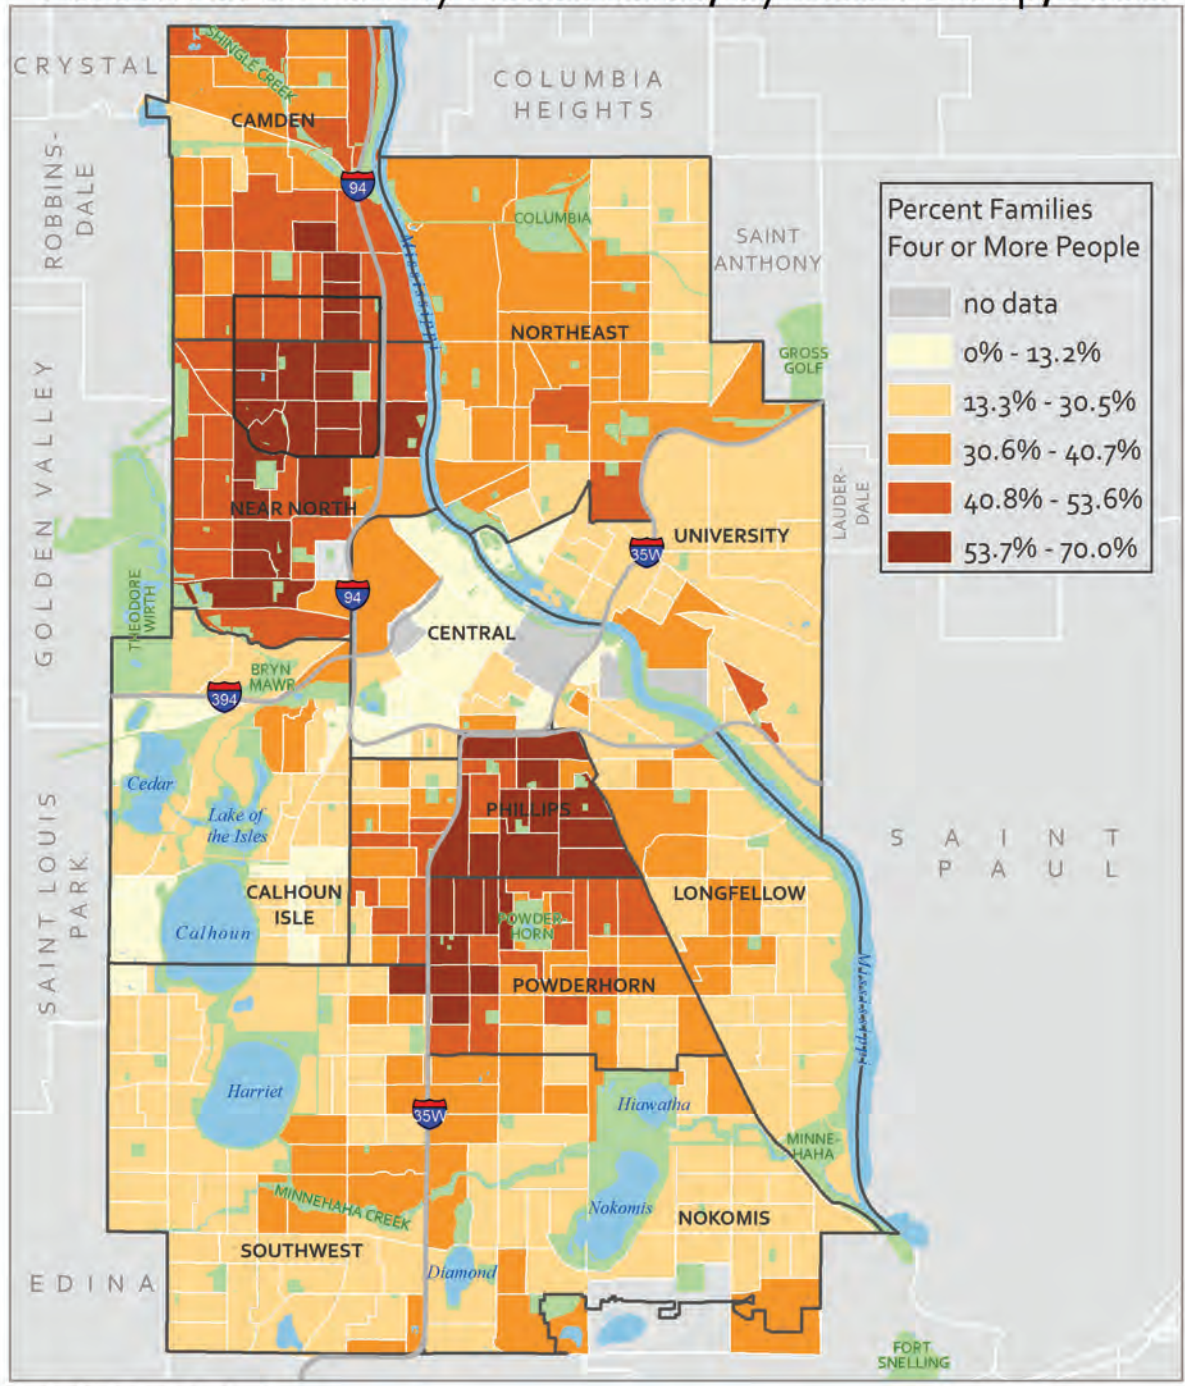 CRYSTAL
COLUMBIA
HEIGHTS
SHINGLE CREEK
CAMDEN
ROBBINS-
DALE
94
COLUMBIA
SAINT
ANTHONY
Mississippi
Percent Families
Four or More People
no data
0% - 13.2%
13.3% - 30.5%
30.6% - 40.7%
40.8% - 53.6%
53.7% - 70.0%
NORTHEAST
GROSS
GOLF
GOLDEN VALLEY
NEAR NORTH
LAUDER-
DALE
UNIVERSITY
35W
THEODORE
WIRTH
94
CENTRAL
BRYN
MAWR
394
Cedar
Lake of
the Isles
PHILLIPS
SAINT LOUIS
PARK
SAINT
PAUL
CALHOUN
ISLE
LONGFELLOW
Calhoun
POWDER-
HORN
POWDERHORN
Mississippi
Harriet
35W
Hiawatha
MINNE-
HAHA
MINNEHAHA CREEK
Nokomis
NOKOMIS
SOUTHWEST
Diamond
EDINA
FORT
SNELLING